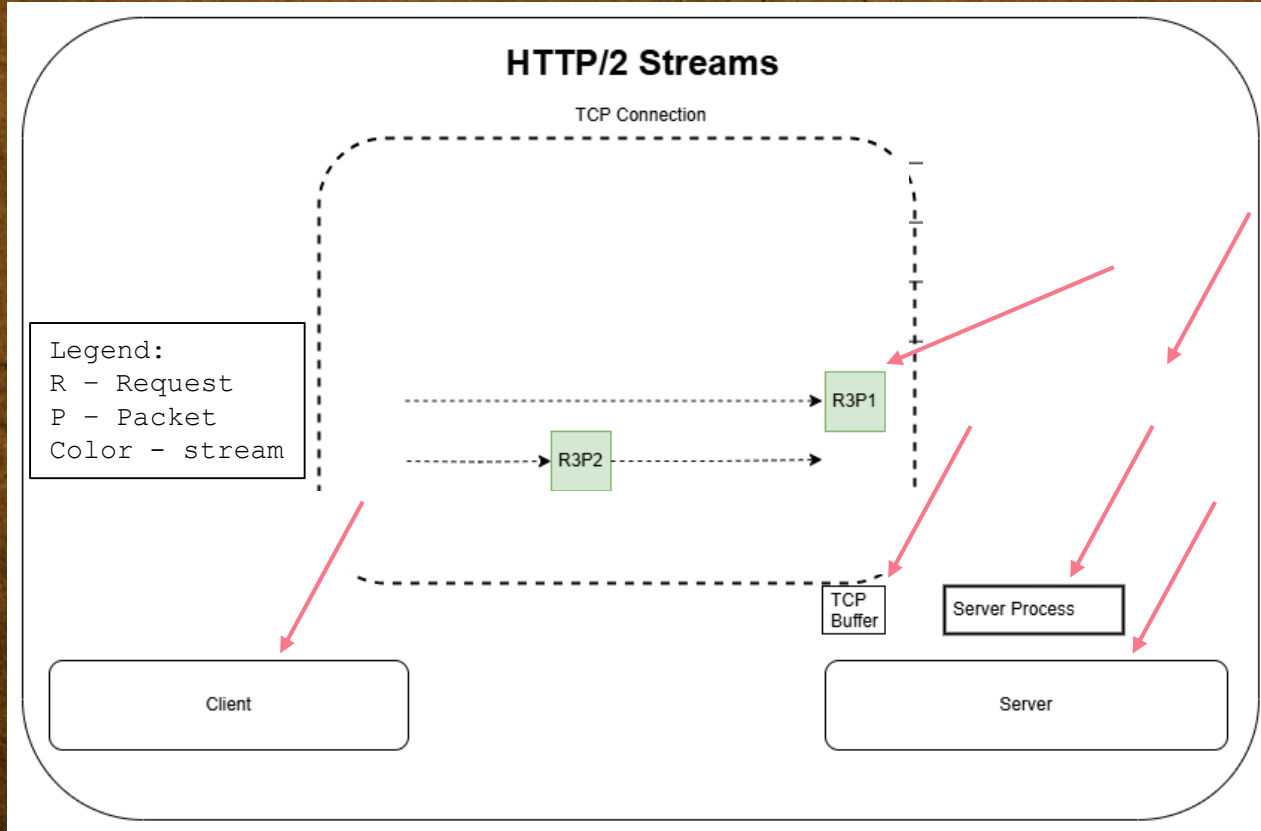 HTTP/2 Streams
TCP Connection
Legend:
R – Request
P – Packet
Color - stream
R3P1
R3P2
TCP
Buffer
Server Process
Client
Server